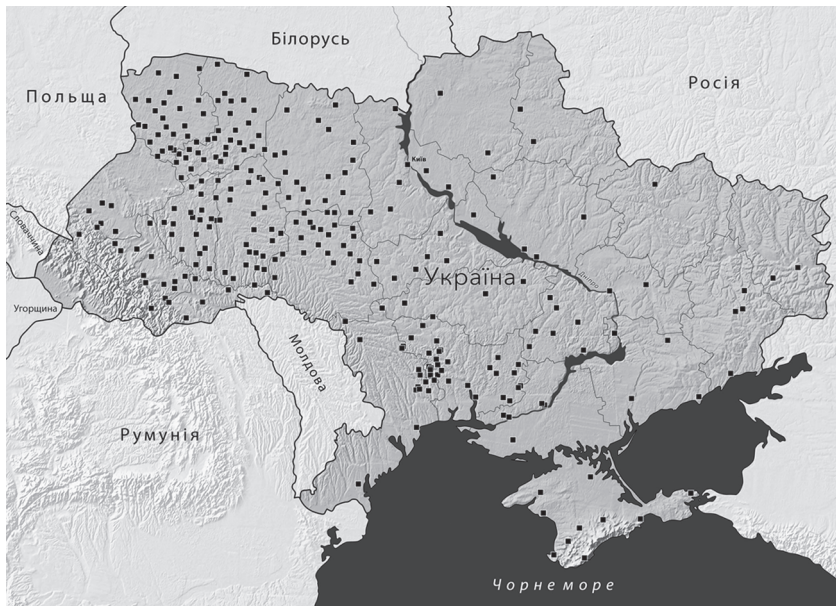 Білорусь
Польща
Росія
Київ
Словаччина
Україна
Дніпро
Угорщина
Молдова
Румунія
Чорне море